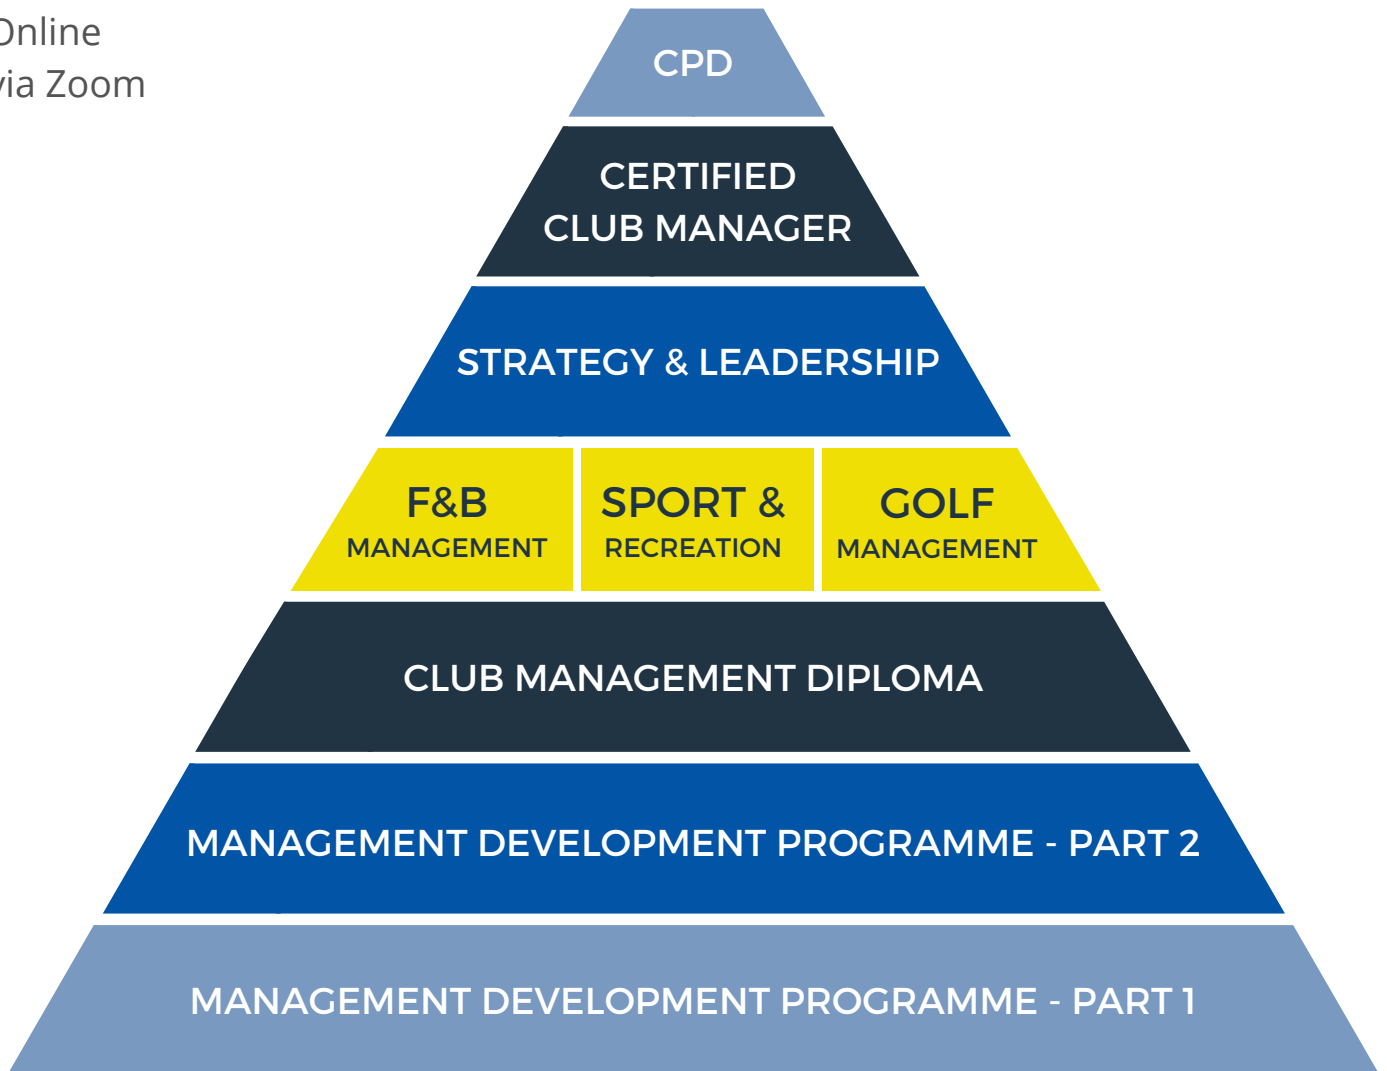 Online
via Zoom
CPD
CERTIFIED
CLUB MANAGER
STRATEGY & LEADERSHIP
F&B
MANAGEMENT
SPORT &
RECREATION
GOLF
MANAGEMENT
CLUB MANAGEMENT DIPLOMA
MANAGEMENT DEVELOPMENT PROGRAMME - PART 2
MANAGEMENT DEVELOPMENT PROGRAMME - PART 1